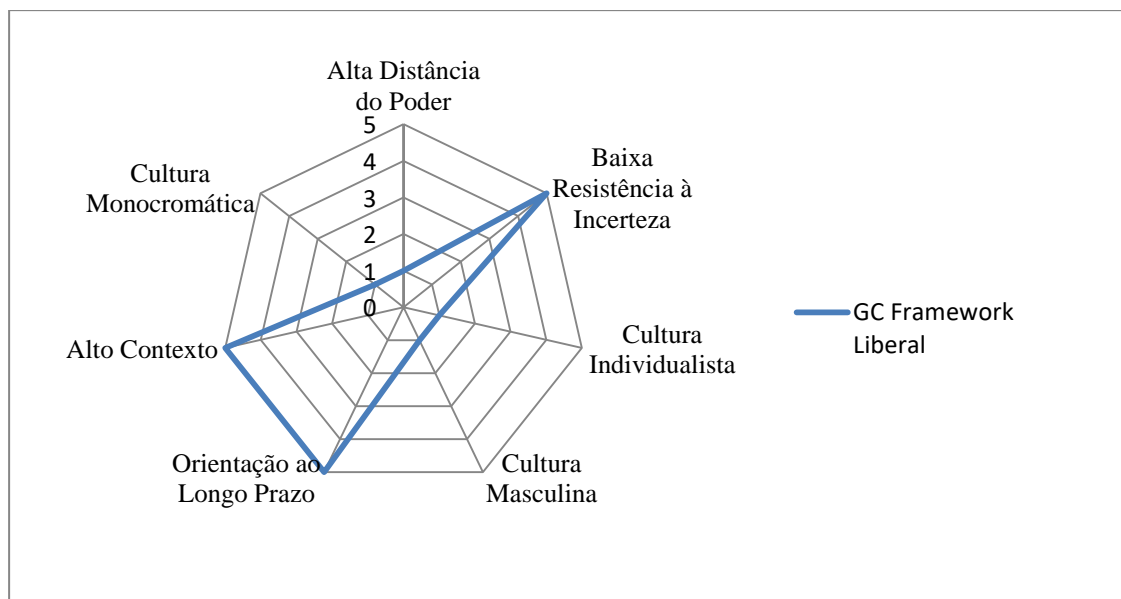 Alta Distância
do Poder
5
4
3
2
1
0
Baixa
Resistência à
Incerteza
Cultura
Individualista
Cultura
Masculina
Orientação ao
Longo Prazo
Alto Contexto
Cultura
Monocromática
GC Framework
Liberal